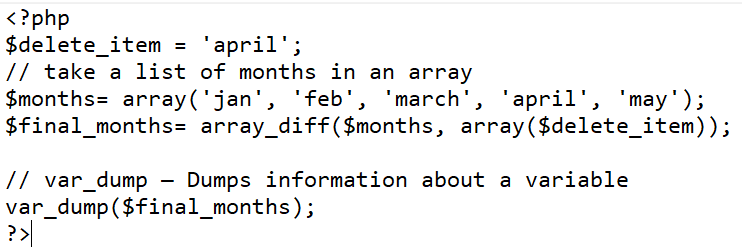 <?php
$delete_item = 'april';
// take a list of months in an array
$months= array('jan', 'feb', 'march', 'april', 'may');
$final_months= array_diff($months, array($delete_item));
// var_dump – Dumps information about a variable
var_dump($final_months);
?>